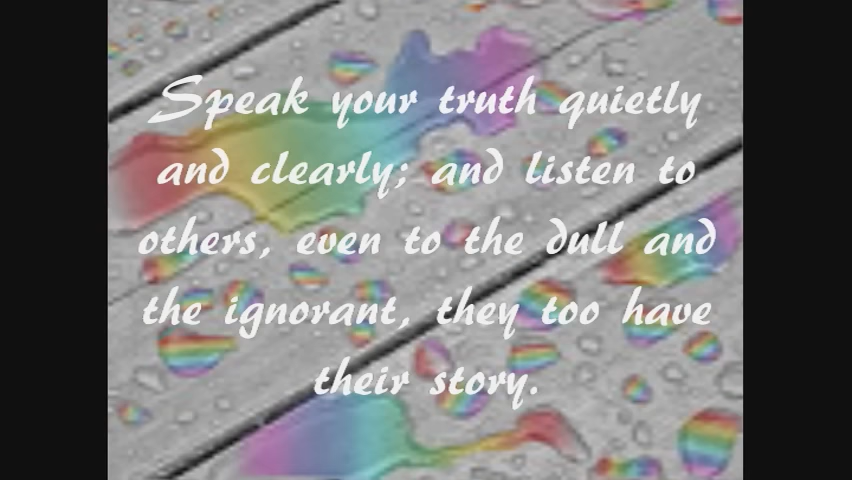 Speak your truth quietly
and clearly; and listen to
others, even to the dull and
the ignorant, they too have
their story.